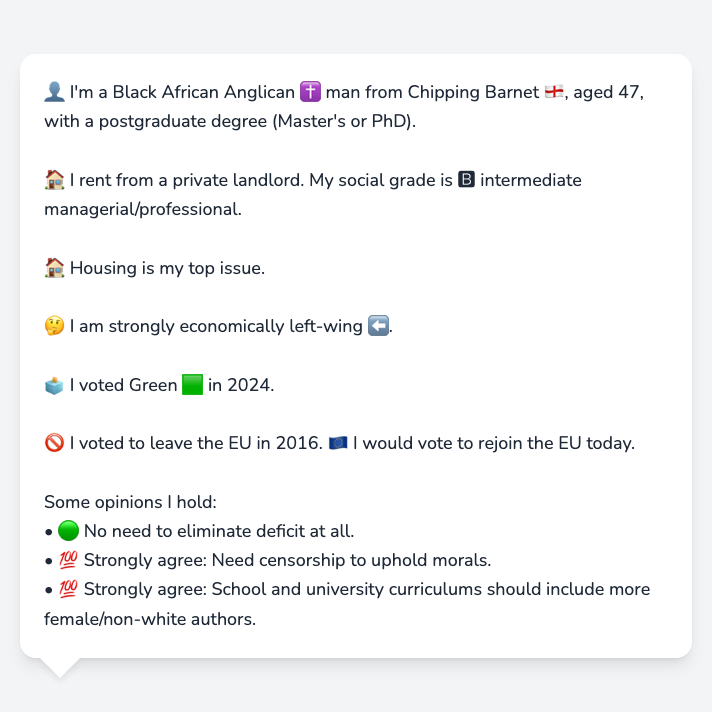 👤 I'm a Black African Anglican ✝️ man from Chipping Barnet 🏴󠁧󠁢󠁥󠁮󠁧󠁿, aged 47,
with a postgraduate degree (Master's or PhD).
🏠 I rent from a private landlord. My social grade is 🅱 intermediate
managerial/professional.
🏠 Housing is my top issue.
🤔 I am strongly economically left-wing ⬅️.
🗳️ I voted Green 🟩 in 2024.
🚫 I voted to leave the EU in 2016. 🇪🇺 I would vote to rejoin the EU today.
Some opinions I hold:
• 🟢 No need to eliminate deficit at all.
• 💯 Strongly agree: Need censorship to uphold morals.
• 💯 Strongly agree: School and university curriculums should include more
female/non-white authors.